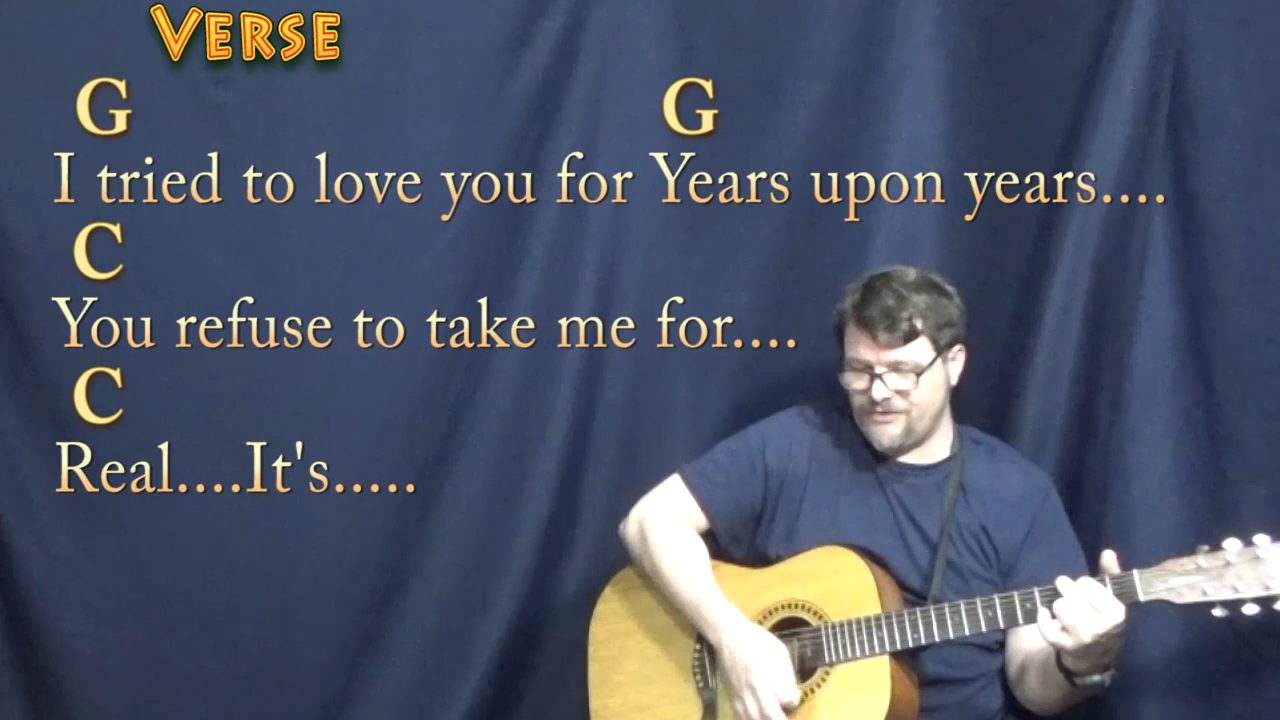 VERSE
G G
I tried to love you for Years upon years....
C
You refuse to take me for....
C
Real....It's.....